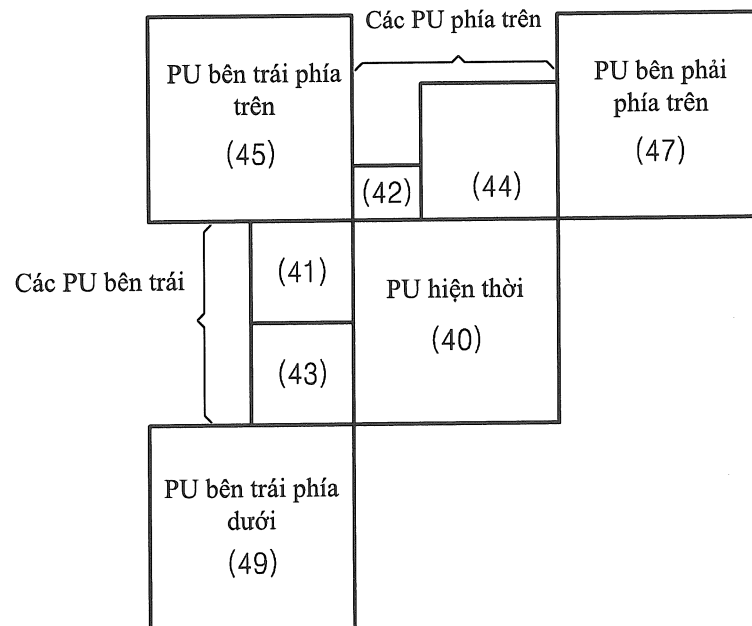 Các PU phía trên
PU bên trái phía
trên
(45)
PU bên phải
phía trên
(47)
(42)
(44)
Các PU bên trái
(41)
(43)
PU hiện thời
(40)
PU bên trái phía
dưới
(49)